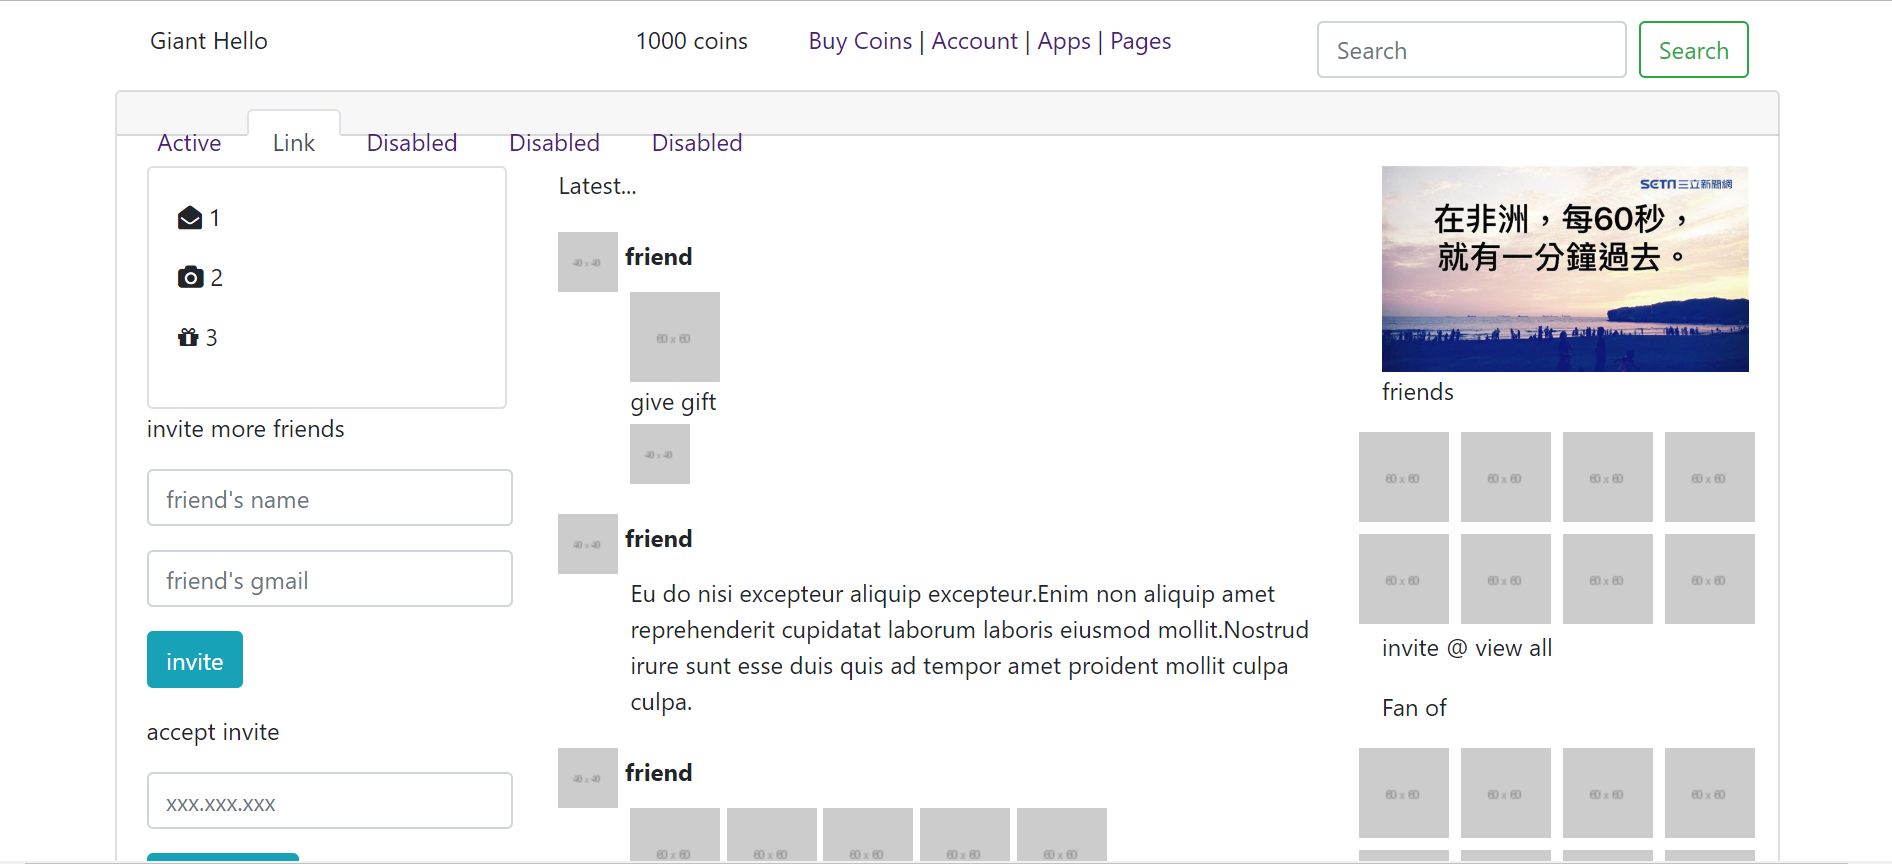 Giant Hello
1000 coins
Buy Coins | Account | Apps | Pages
Search
Search
Active
Link
Disabled
Disabled
Disabled
1
2
3
invite more friends
friend's name
friend's gmail
invite
accept invite
xxx.xxx.xxx
Latest...
40 x 40
friend
60 x 60
give gift
40 x 40
40 x 40
friend
Eu do nisi excepteur aliquip excepteur.Enim non aliquip amet
reprehenderit cupidatat laborum laboris eiusmod mollit.Nostrud
irure sunt esse duis quis ad tempor amet proident mollit culpa
culpa.
40 x 40
friend
60 x 60
60 x 60
60 x 60
60 x 60
60 x 60
SETN三立新聞網
在非洲，每60秒，
就有一分鐘過去。
friends
60 x 60
60 x 60
60 x 60
60 x 60
60 x 60
60 x 60
60 x 60
60 x 60
invite @ view all
Fan of
60 x 60
60 x 60
60 x 60
60 x 60